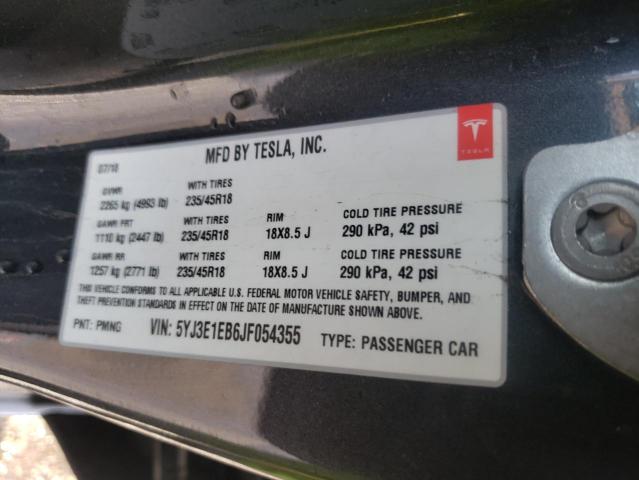 MFD BY TESLA, INC.
TESLA
07/18
GVWR WITH TIRES
2265 kg (4993 lb) 235/45R18
GAWR FRT WITH TIRES RIM COLD TIRE PRESSURE
1110 kg (2447 lb) 235/45R18 18X8.5 J 290 kPa, 42 psi
GAWR RR WITH TIRES RIM COLD TIRE PRESSURE
1257 kg (2771 lb) 235/45R18 18X8.5 J 290 kPa, 42 psi
THIS VEHICLE CONFORMS TO ALL APPLICABLE U.S. FEDERAL MOTOR VEHICLE SAFETY, BUMPER, AND
THEFT PREVENTION STANDARDS IN EFFECT ON THE DATE OF MANUFACTURE SHOWN ABOVE.
PNT: PMNG VIN: 5YJ3E1EB6JF054355 TYPE: PASSENGER CAR